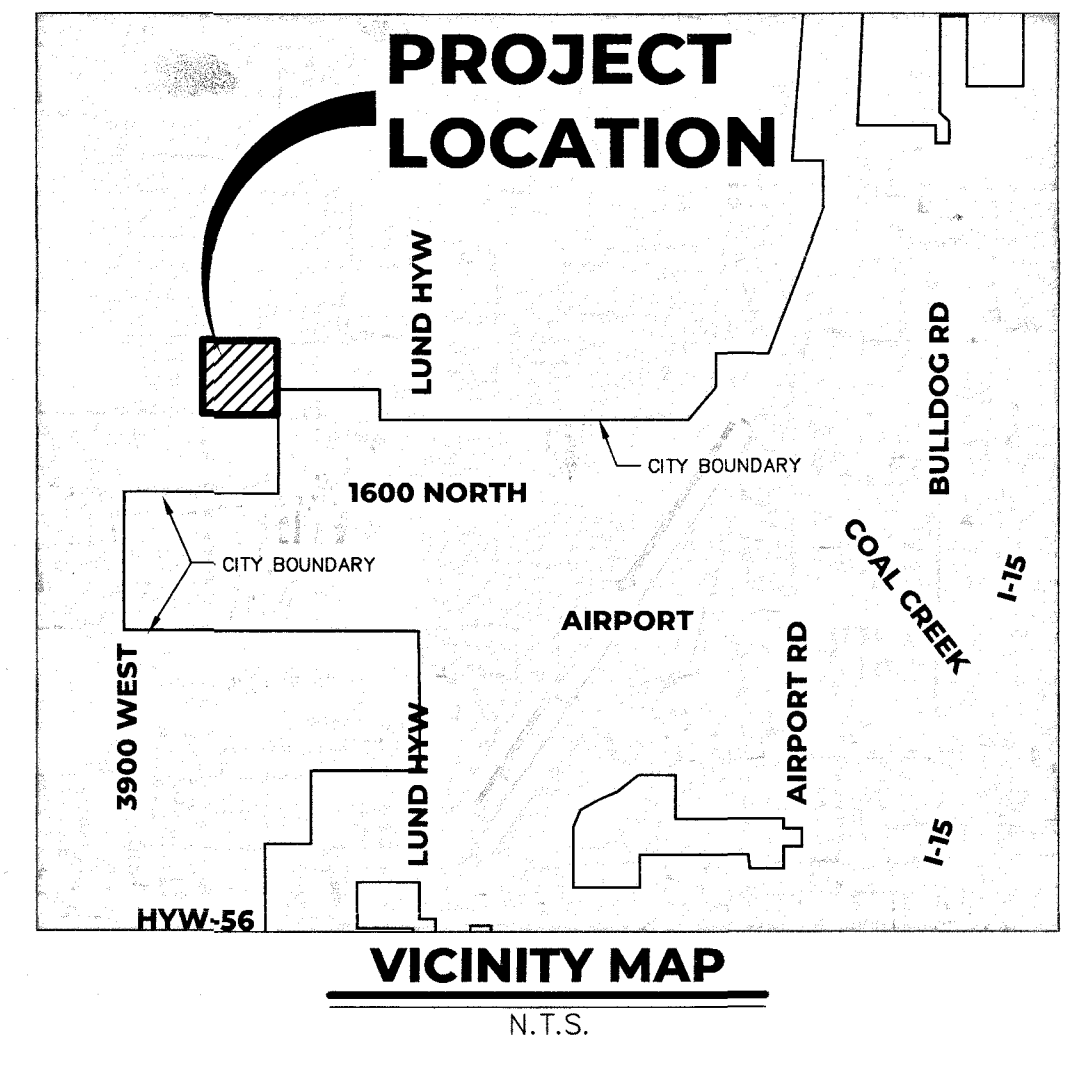 PROJECT
LOCATION
LUND HYW
BULLDOG RD
CITY BOUNDARY
1600 NORTH
COAL CREEK
I-15
CITY BOUNDARY
AIRPORT
AIRPORT RD
3900 WEST
LUND HYW
I-15
HYW-56
VICINITY MAP
N.T.S.